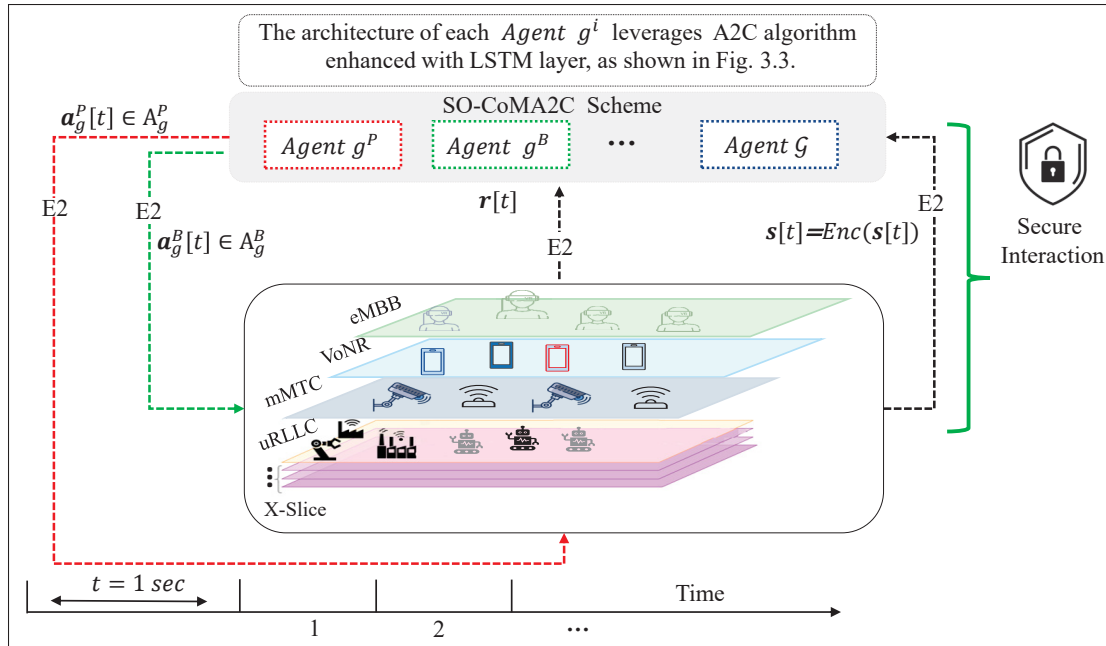 The architecture of each Agent gⁱ leverages A2C algorithm
enhanced with LSTM layer, as shown in Fig. 3.3.
SO-CoMA2C Scheme
𝒂_g^P[t] ∈ A_g^P
Agent g^P
Agent g^B
...
Agent 𝒢
E2
E2
𝒂_g^B[t] ∈ A_g^B
𝒓[t]
E2
𝒔[t]=Enc(𝒔[t])
E2
Secure
Interaction
eMBB
VoNR
mMTC
uRLLC
X-Slice
t = 1 sec
Time
1
2
...